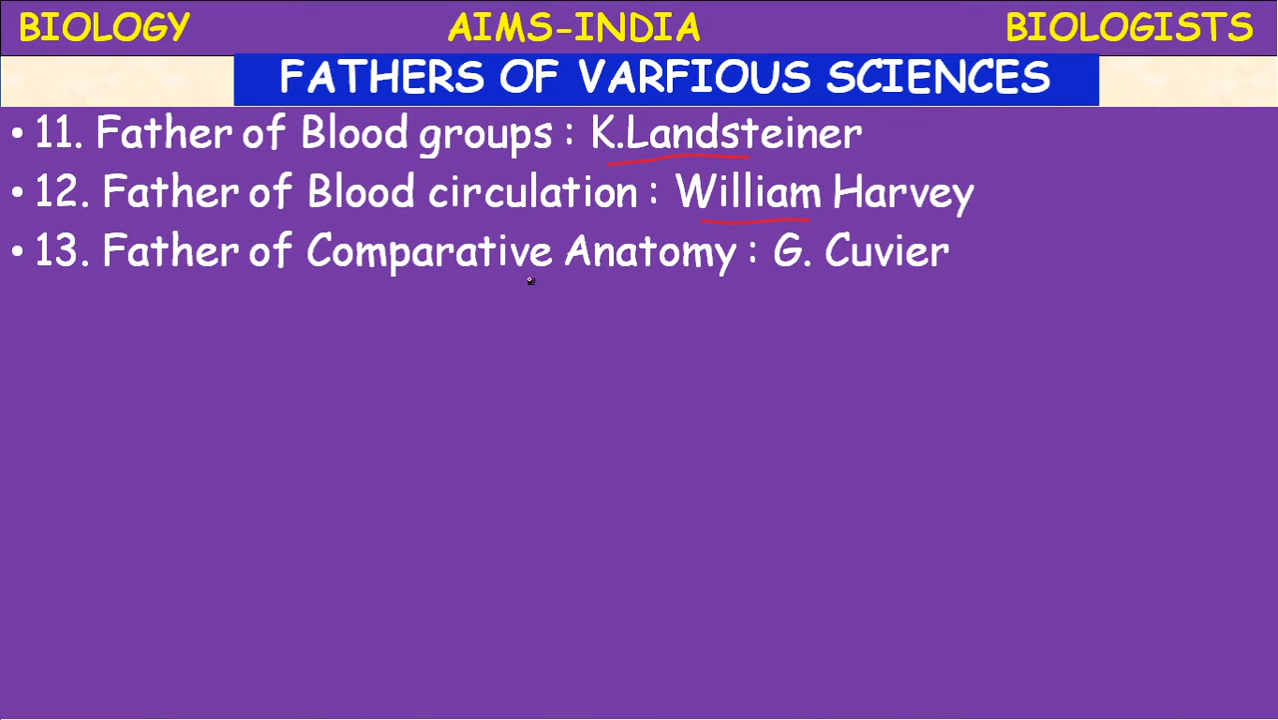 BIOLOGY AIMS-INDIA BIOLOGISTS
FATHERS OF VARFIOUS SCIENCES
• 11. Father of Blood groups : K.Landsteiner
• 12. Father of Blood circulation : William Harvey
• 13. Father of Comparative Anatomy : G. Cuvier